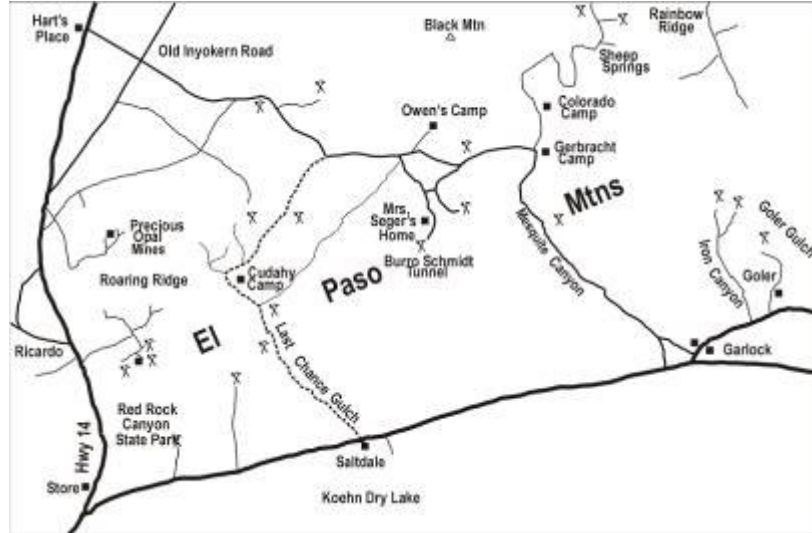 Hart's
Place
Old Inyokern Road
Black Mtn
Rainbow
Ridge
Sheep
Springs
Owen's Camp
Colorado
Camp
Gerbracht
Camp
Mtns
Mrs.
Seger's
Home
Burro Schmidt
Tunnel
Mesquite Canyon
Iron Canyon
Goler Gulch
Goler
Precious
Opal
Mines
Roaring Ridge
Cudahy
Camp
Paso
El
Last Chance Gulch
Ricardo
Garlock
Red Rock
Canyon
State Park
Hwy 14
Store
Saltdale
Koehn Dry Lake